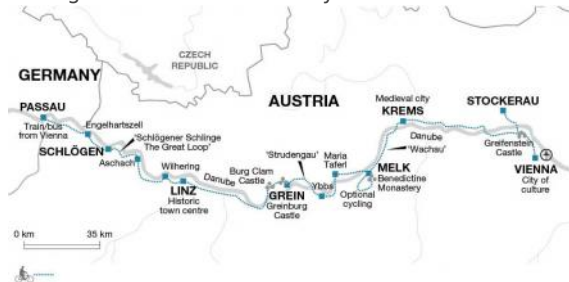 CZECH
REPUBLIC
GERMANY
AUSTRIA
PASSAU
Train/bus
from Vienna
Engelhartszell
'Schlögener Schlinge
The Great Loop'
SCHLÖGEN
Aschach
Wilhering
LINZ
Historic
town centre
Danube
Burg Clam
Castle
'Strudengau'
GREIN
Greinburg
Castle
Ybbs
Maria
Taferl
Optional
cycling
MELK
Benedictine
Monastery
Medieval city
KREMS
Danube
'Wachau'
STOCKERAU
Greifenstein
Castle
VIENNA
City of
culture
0 km
35 km